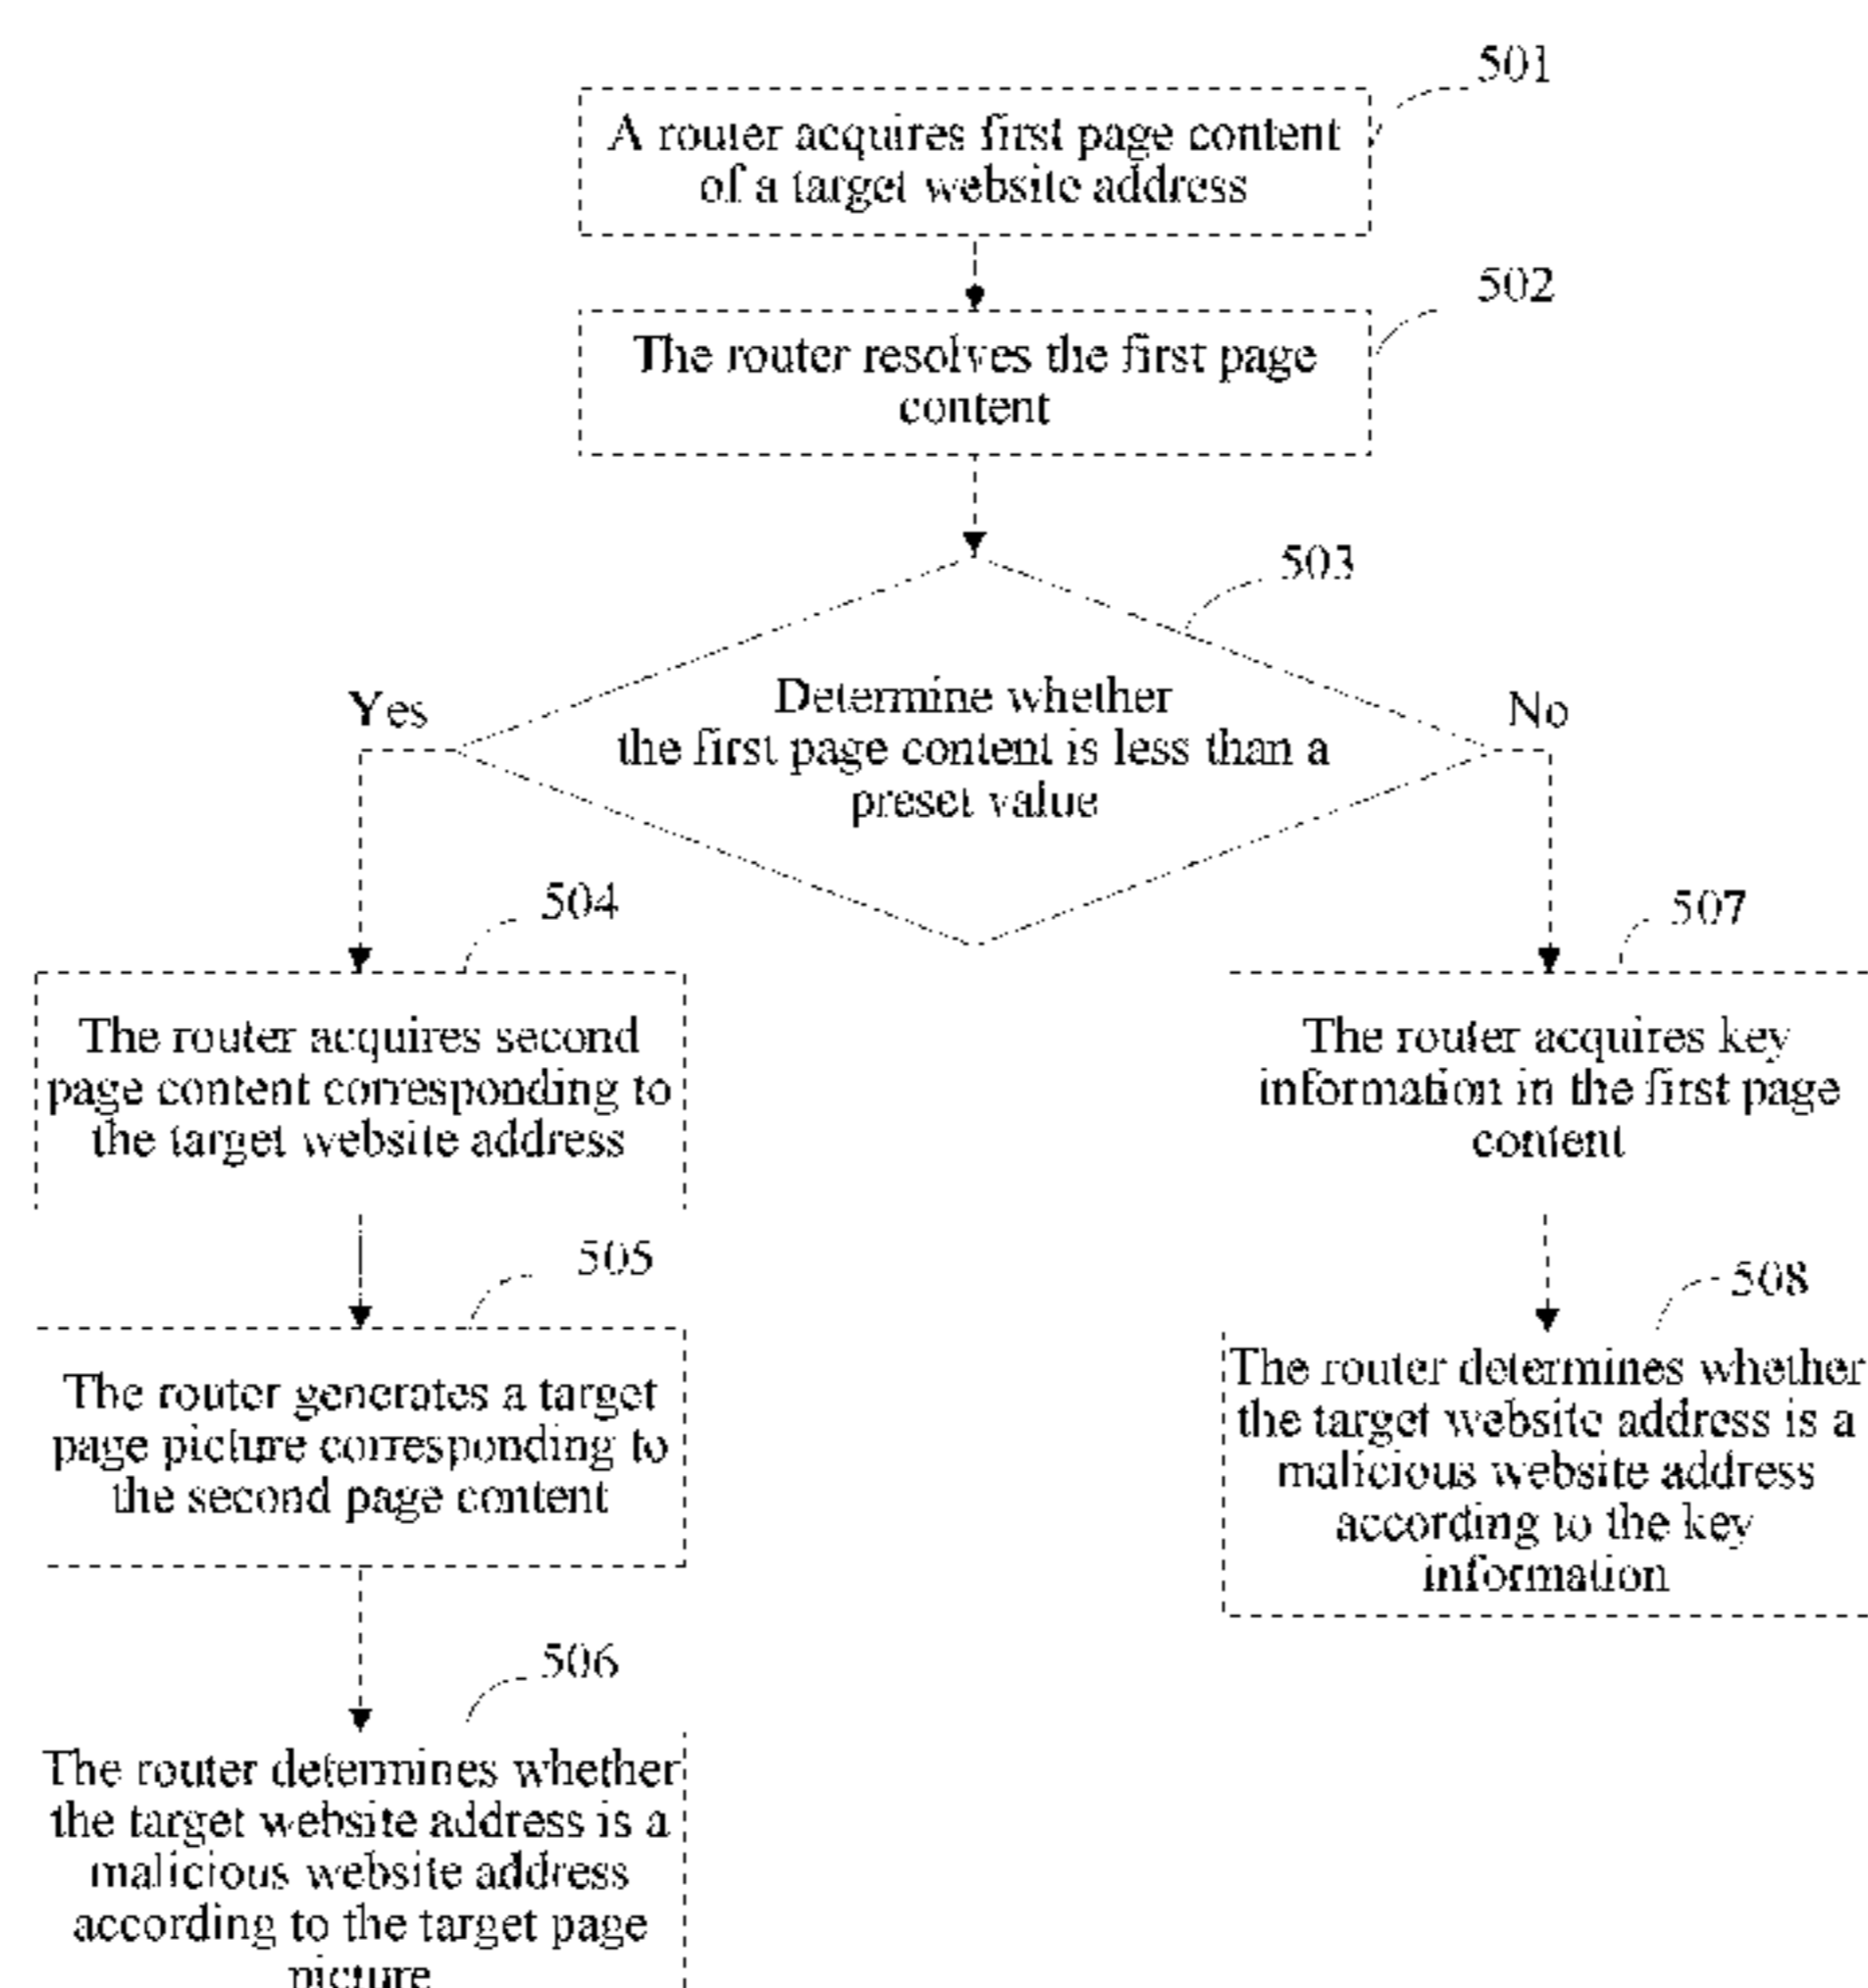 501
A router acquires first page content
of a target website address
502
The router resolves the first page
content
503
Determine whether
the first page content is less than a
preset value
Yes
No
504
The router acquires second
page content corresponding to
the target website address
507
The router acquires key
information in the first page
content
505
The router generates a target
page picture corresponding to
the second page content
508
The router determines whether
the target website address is a
malicious website address
according to the key
information
506
The router determines whether
the target website address is a
malicious website address
according to the target page
picture